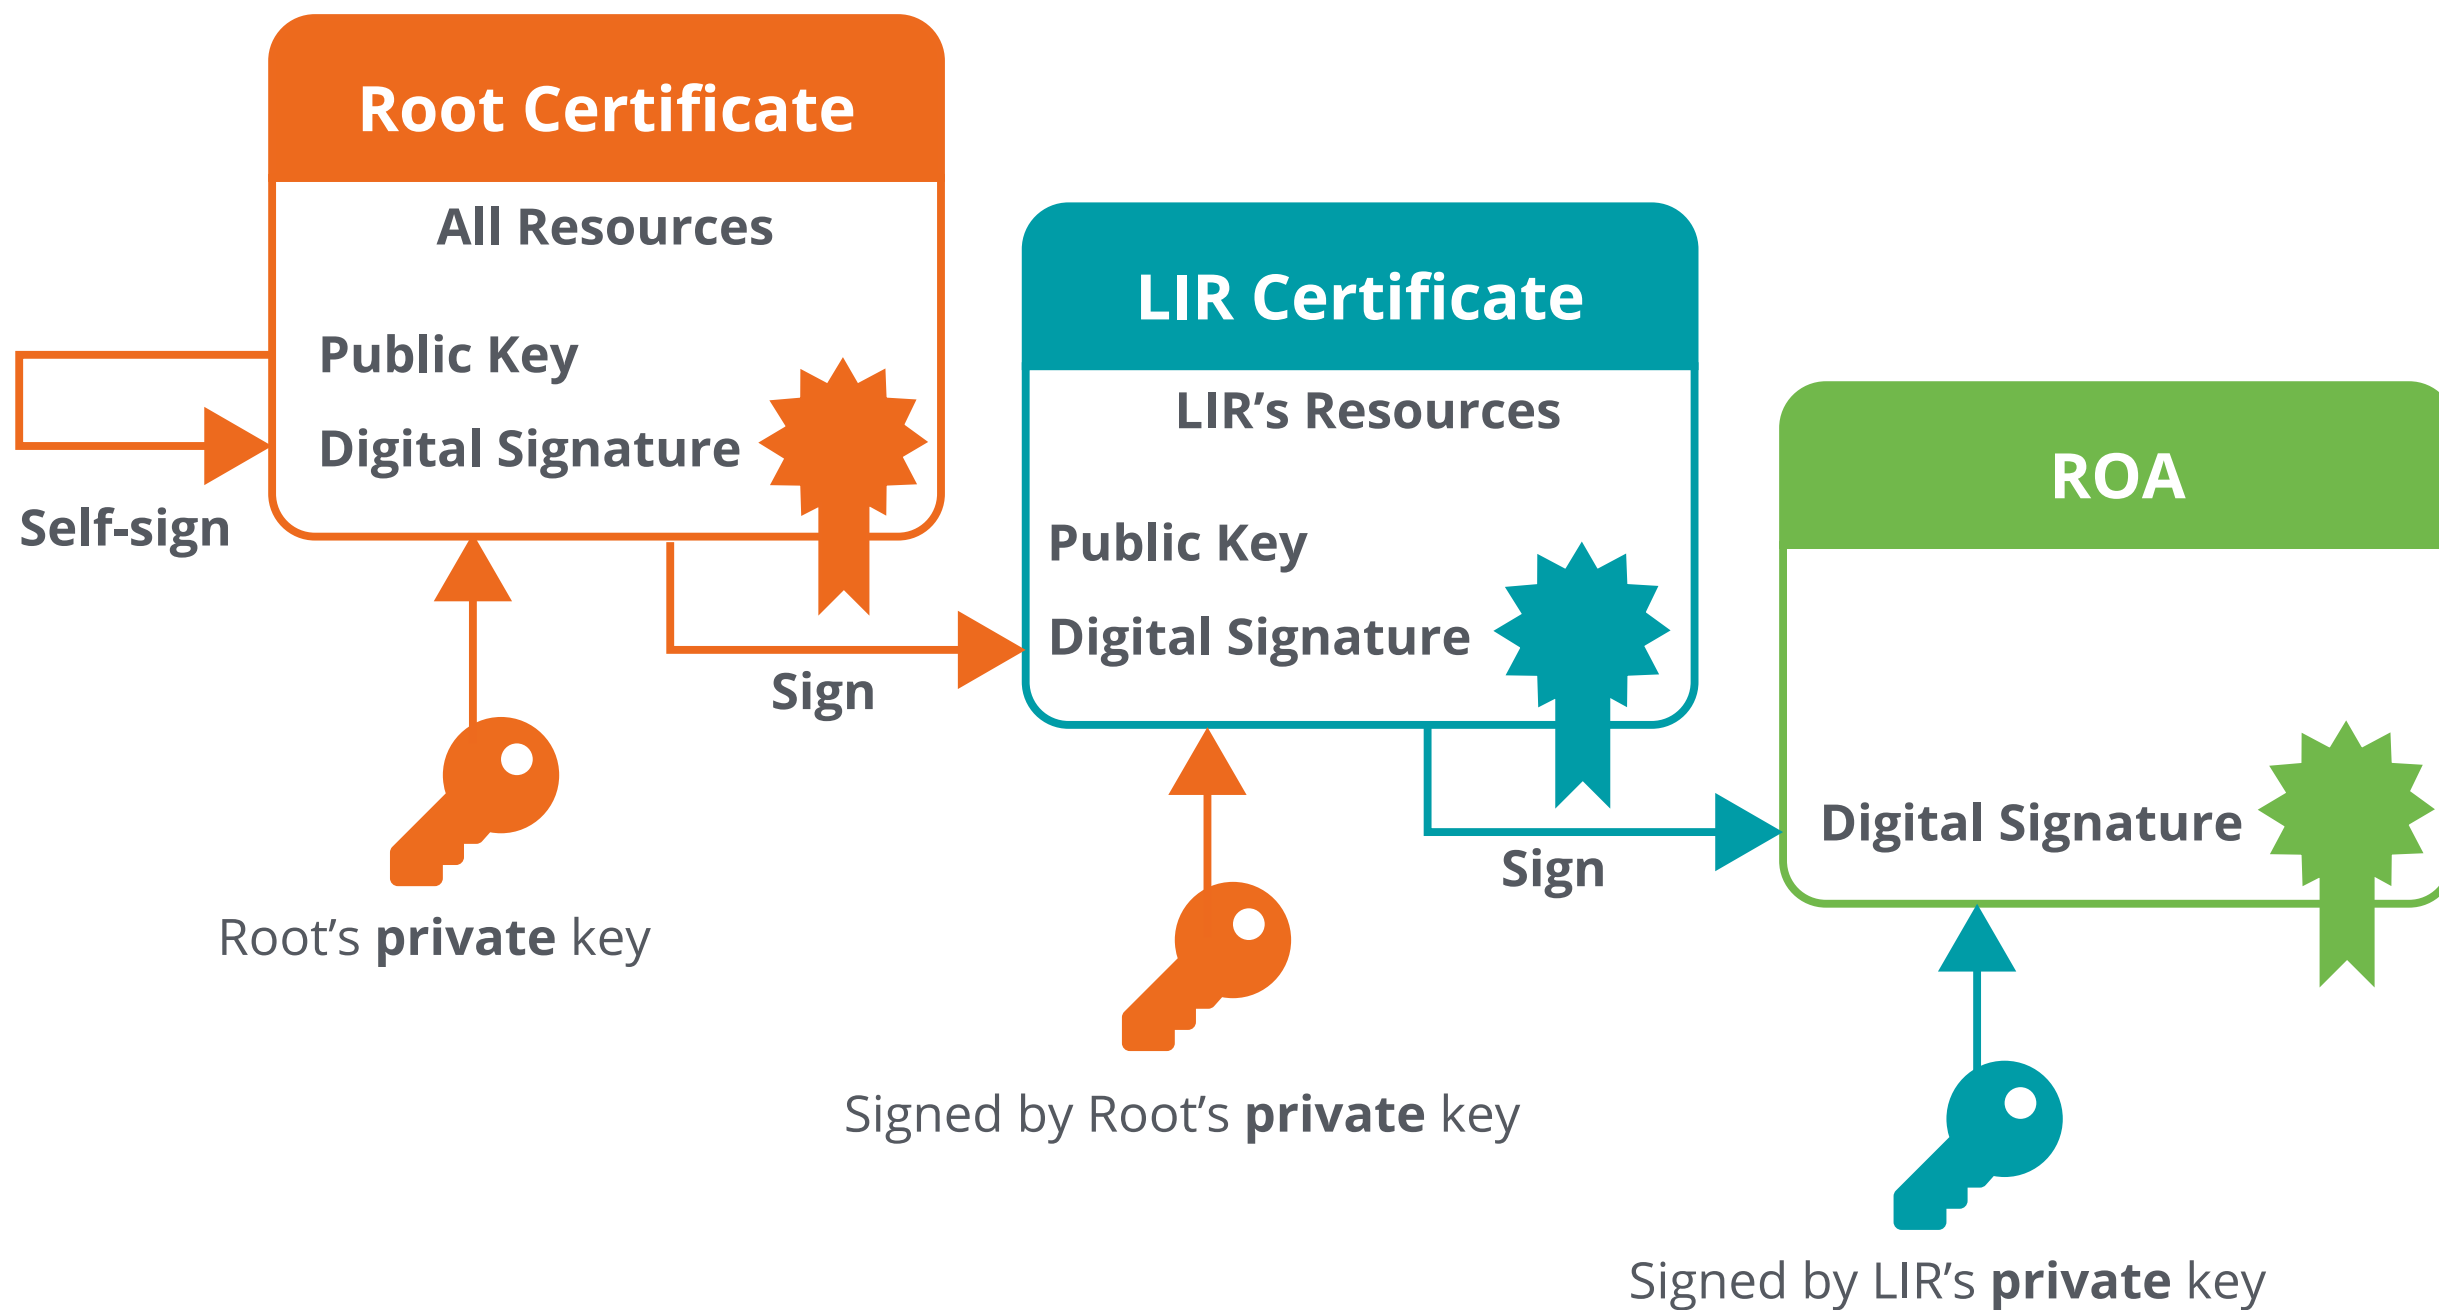 Root Certificate
All Resources
Public Key
Digital Signature
Self-sign
Root’s private key
Sign
LIR Certificate
LIR’s Resources
Public Key
Digital Signature
Signed by Root’s private key
Sign
ROA
Digital Signature
Signed by LIR’s private key